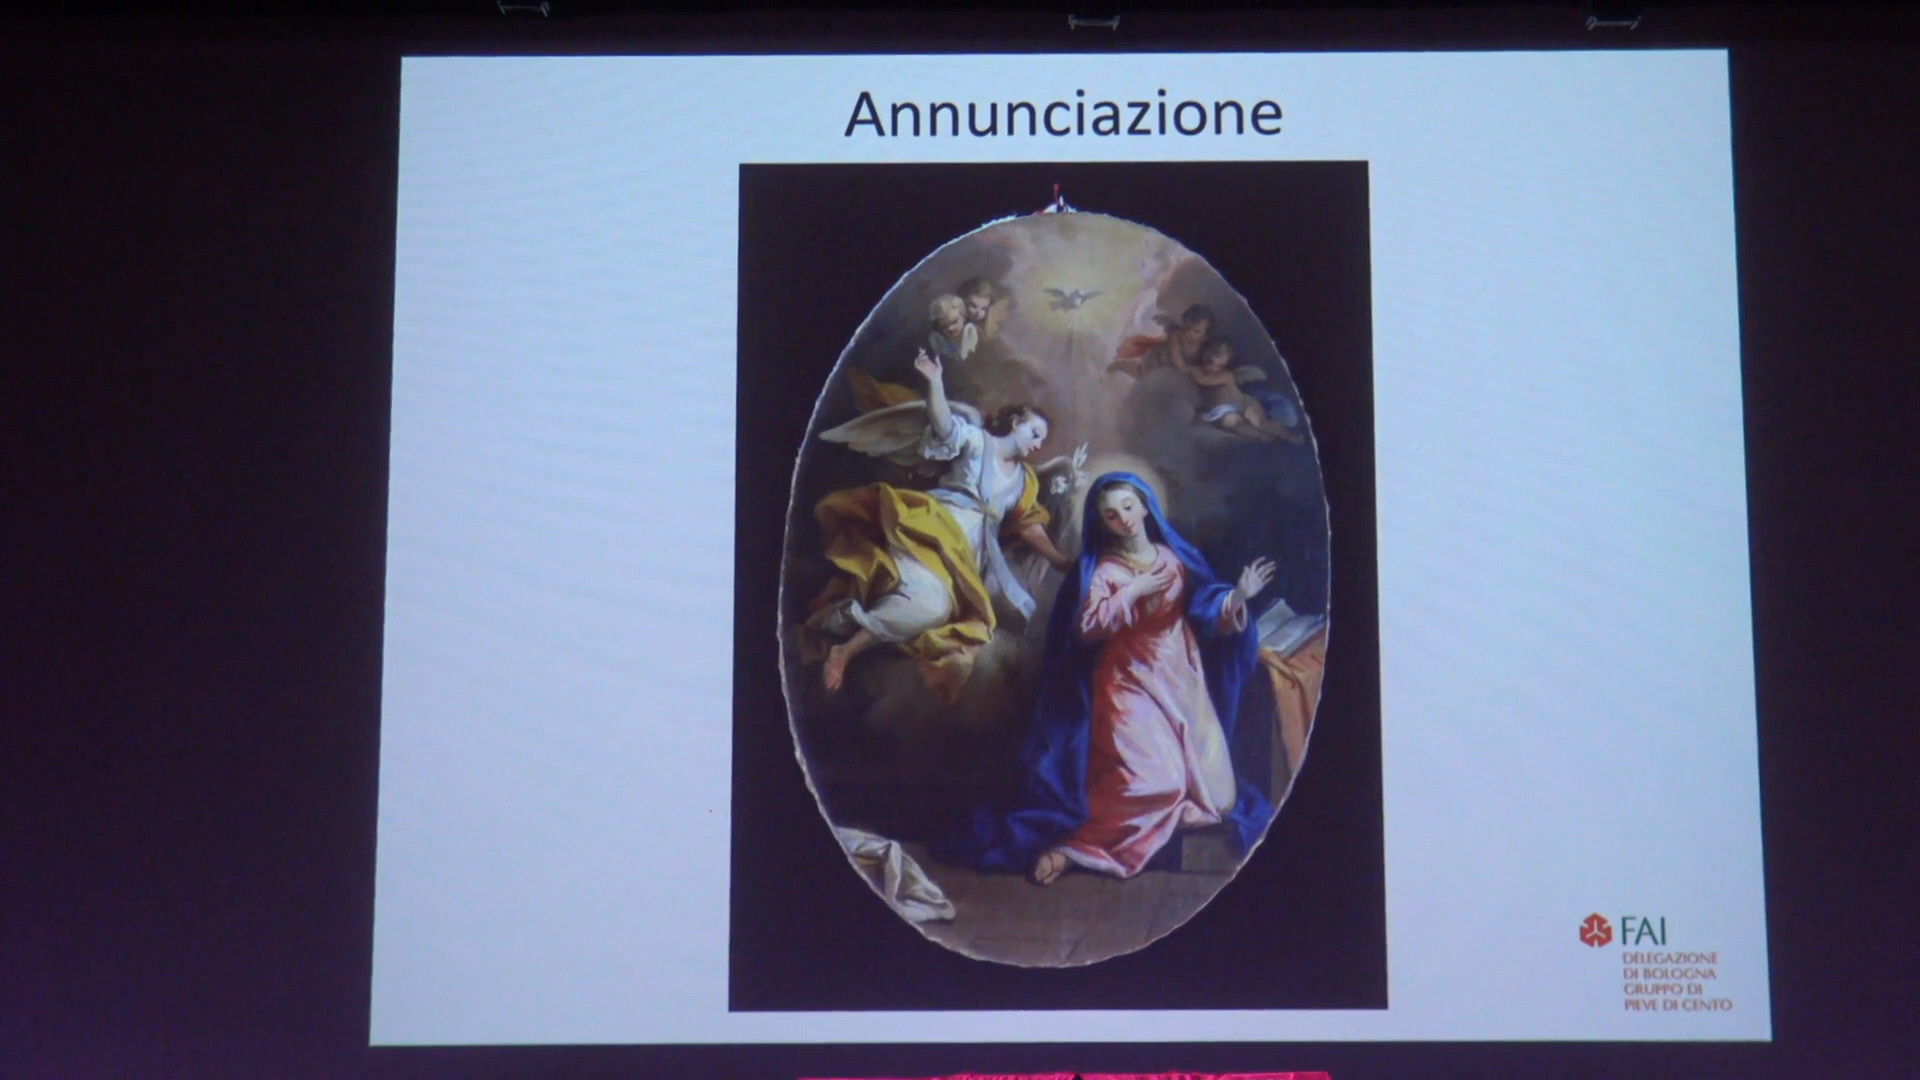 Annunciazione
FAI
DELEGAZIONE
DI BOLOGNA
GRUPPO DI
PIEVE DI CENTO